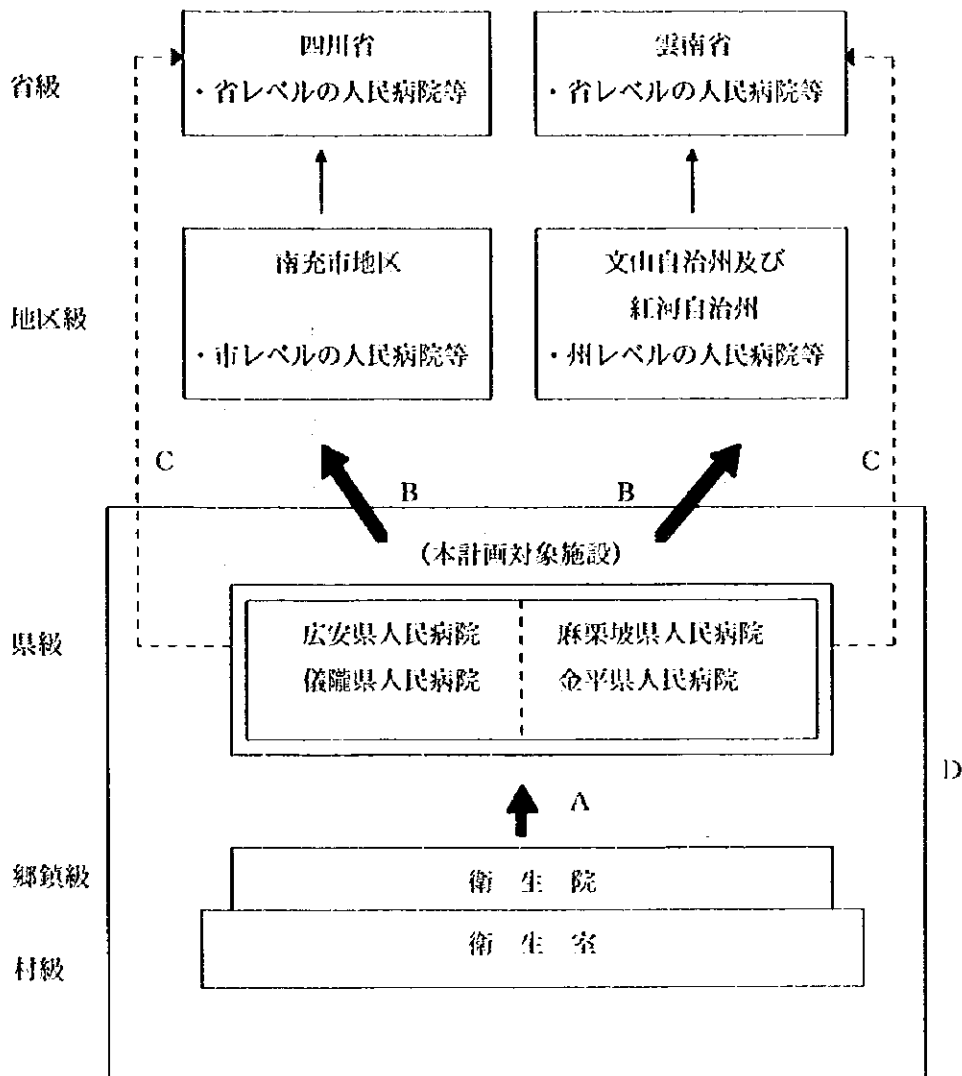 省級
四川省
・省レベルの人民病院等
雲南省
・省レベルの人民病院等
地区級
南充市地区
・市レベルの人民病院等
文山自治州及び
紅河自治州
・州レベルの人民病院等
C
B
B
C
(本計画対象施設)
県級
広安県人民病院
儀隴県人民病院
麻栗坡県人民病院
金平県人民病院
D
A
郷鎮級
衛 生 院
衛 生 室
村級